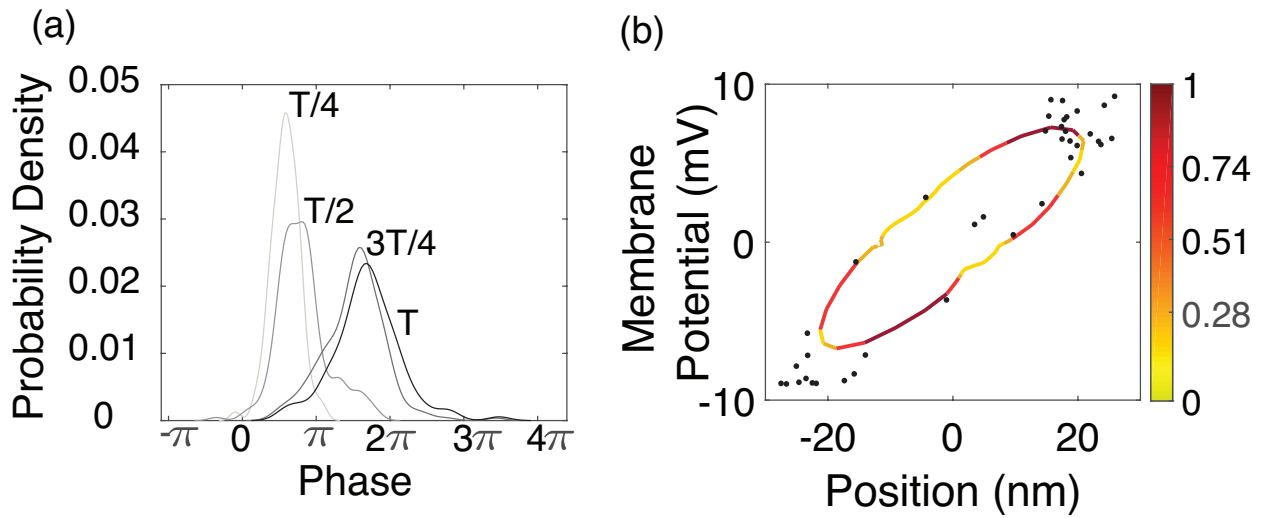 (a)
Probability Density
0.05
0.04
0.03
0.02
0.01
0
T/4
T/2
3T/4
T
-π
0
π
2π
3π
4π
Phase
(b)
Membrane
Potential (mV)
10
0
-10
-20
0
20
Position (nm)
1
0.74
0.51
0.28
0